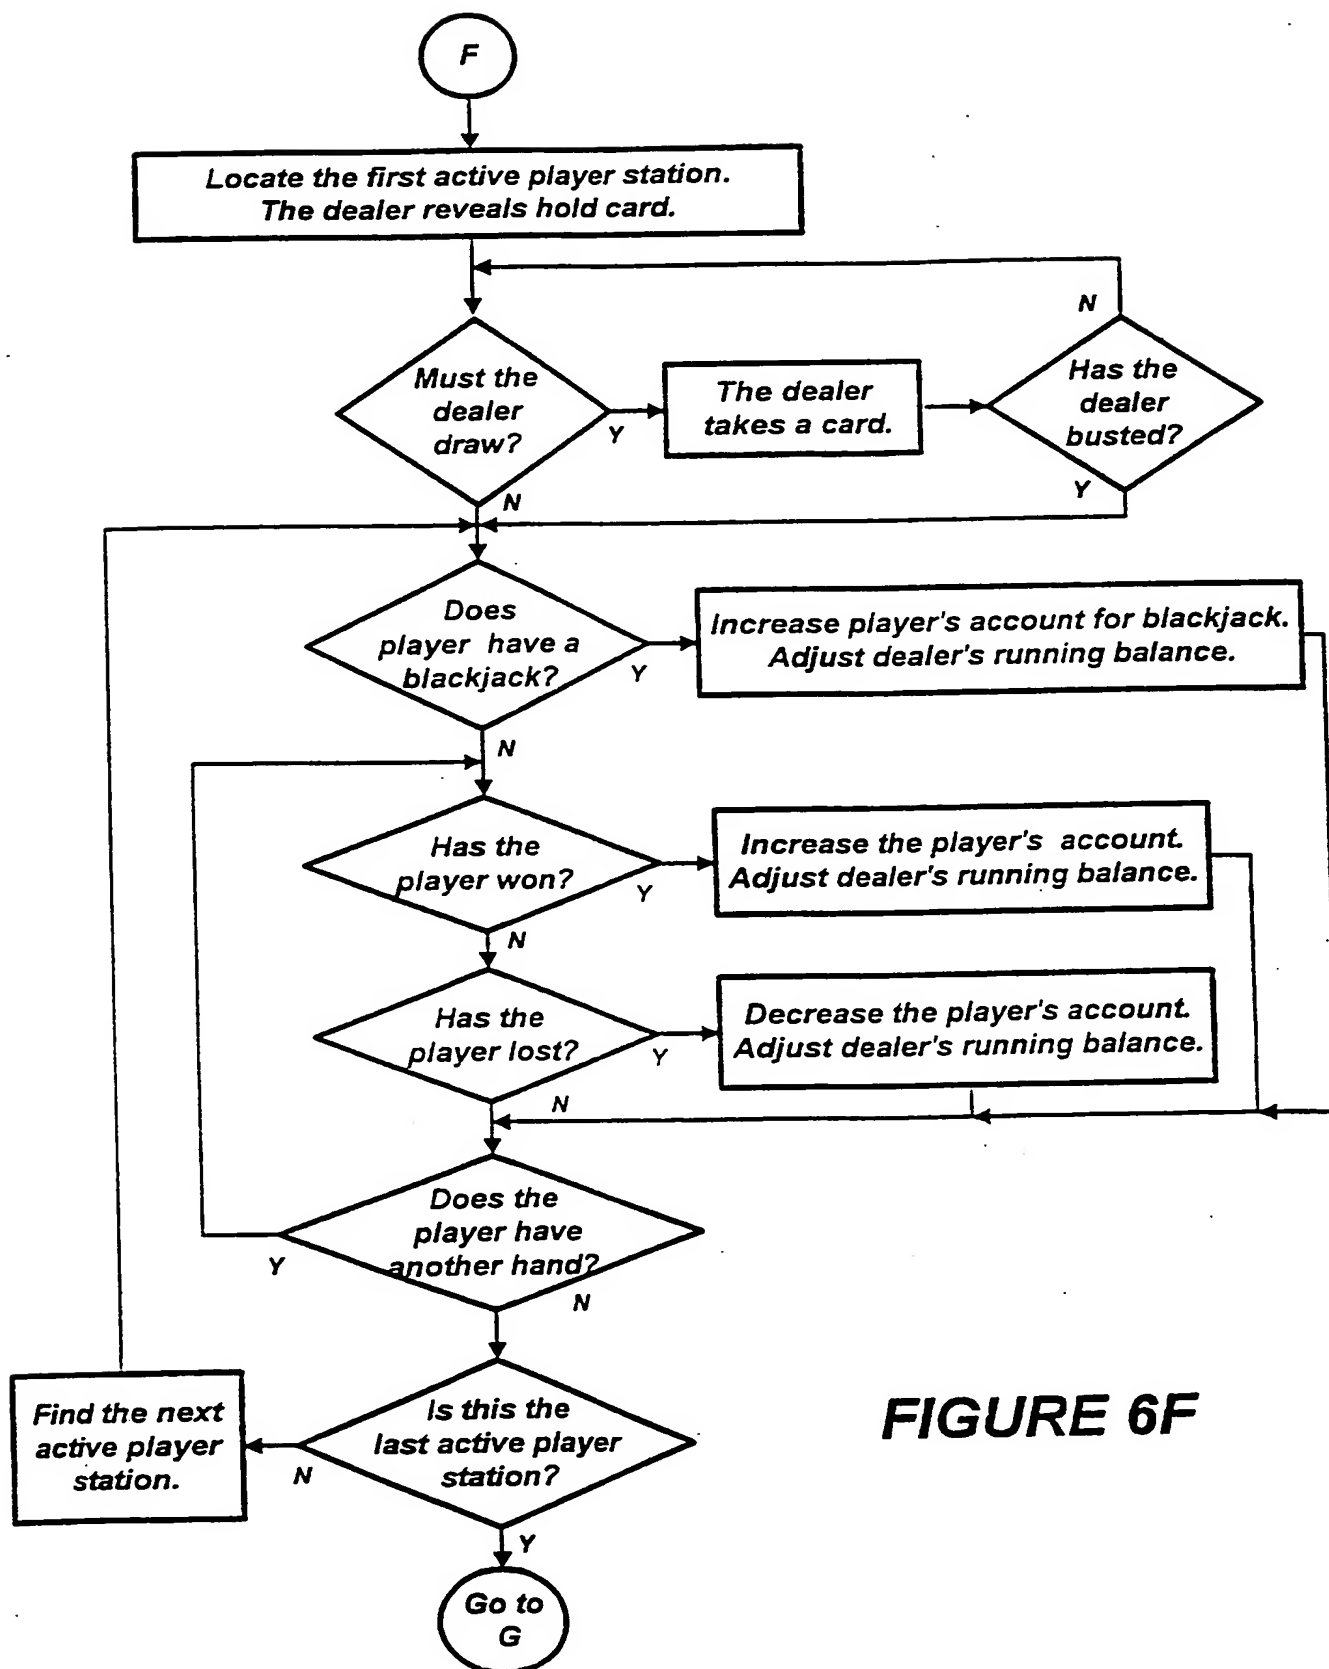 F
Locate the first active player station.
The dealer reveals hold card.
N
Must the
dealer
draw?
Y
The dealer
takes a card.
Has the
dealer
busted?
Y
N
Does
player have a
blackjack?
Y
Increase player's account for blackjack.
Adjust dealer's running balance.
N
Has the
player won?
Y
Increase the player's account.
Adjust dealer's running balance.
N
Has the
player lost?
Y
Decrease the player's account.
Adjust dealer's running balance.
N
Does the
player have
another hand?
Y
N
Find the next
active player
station.
N
Is this the
last active player
station?
FIGURE 6F
Y
Go to
G